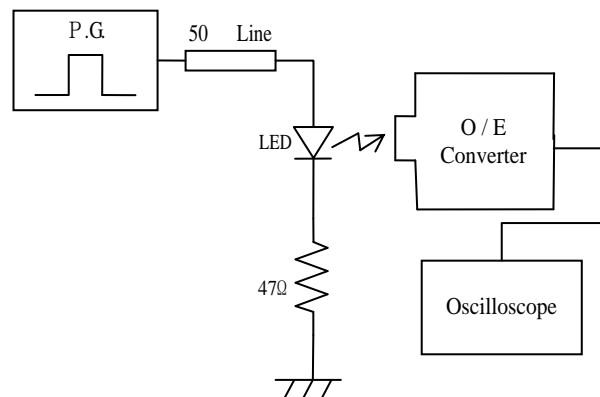 P.G.
50 Line
LED
O / E
Converter
47Ω
Oscilloscope